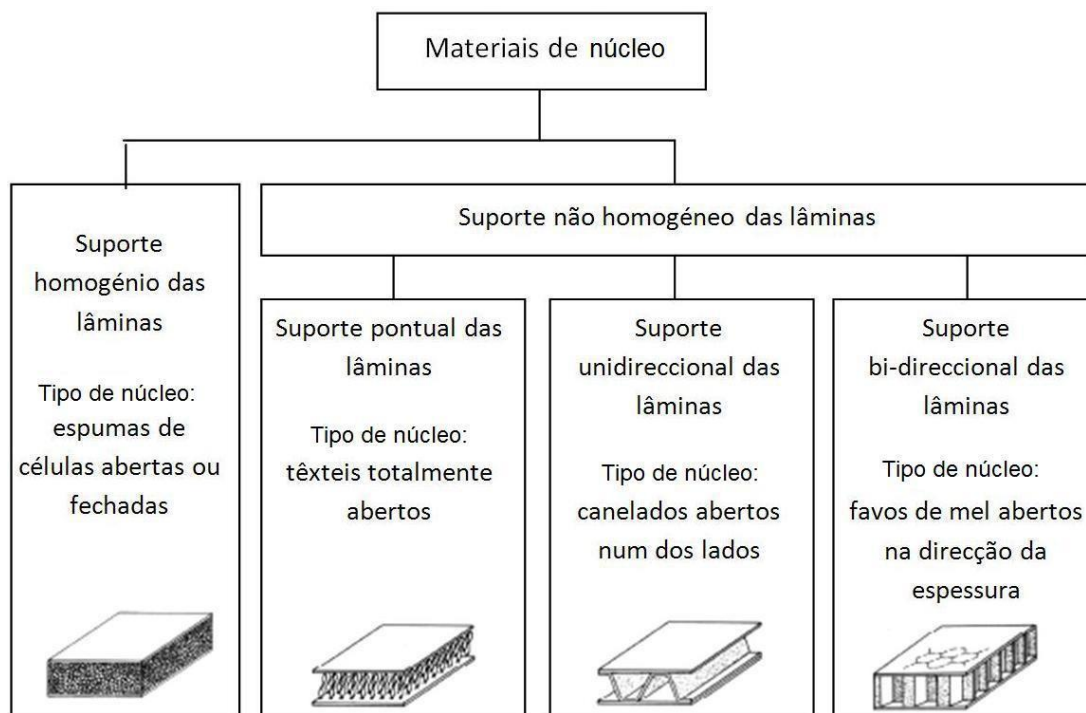 Materiais de núcleo
Suporte
homogénio das
lâminas
Tipo de núcleo:
espumas de
células abertas ou
fechadas
Suporte não homogéneo das lâminas
Suporte pontual das
lâminas
Tipo de núcleo:
têxteis totalmente
abertos
Suporte
unidireccional das
lâminas
Tipo de núcleo:
canelados abertos
num dos lados
Suporte
bi-direccional das
lâminas
Tipo de núcleo:
favos de mel abertos
na direcção da
espessura